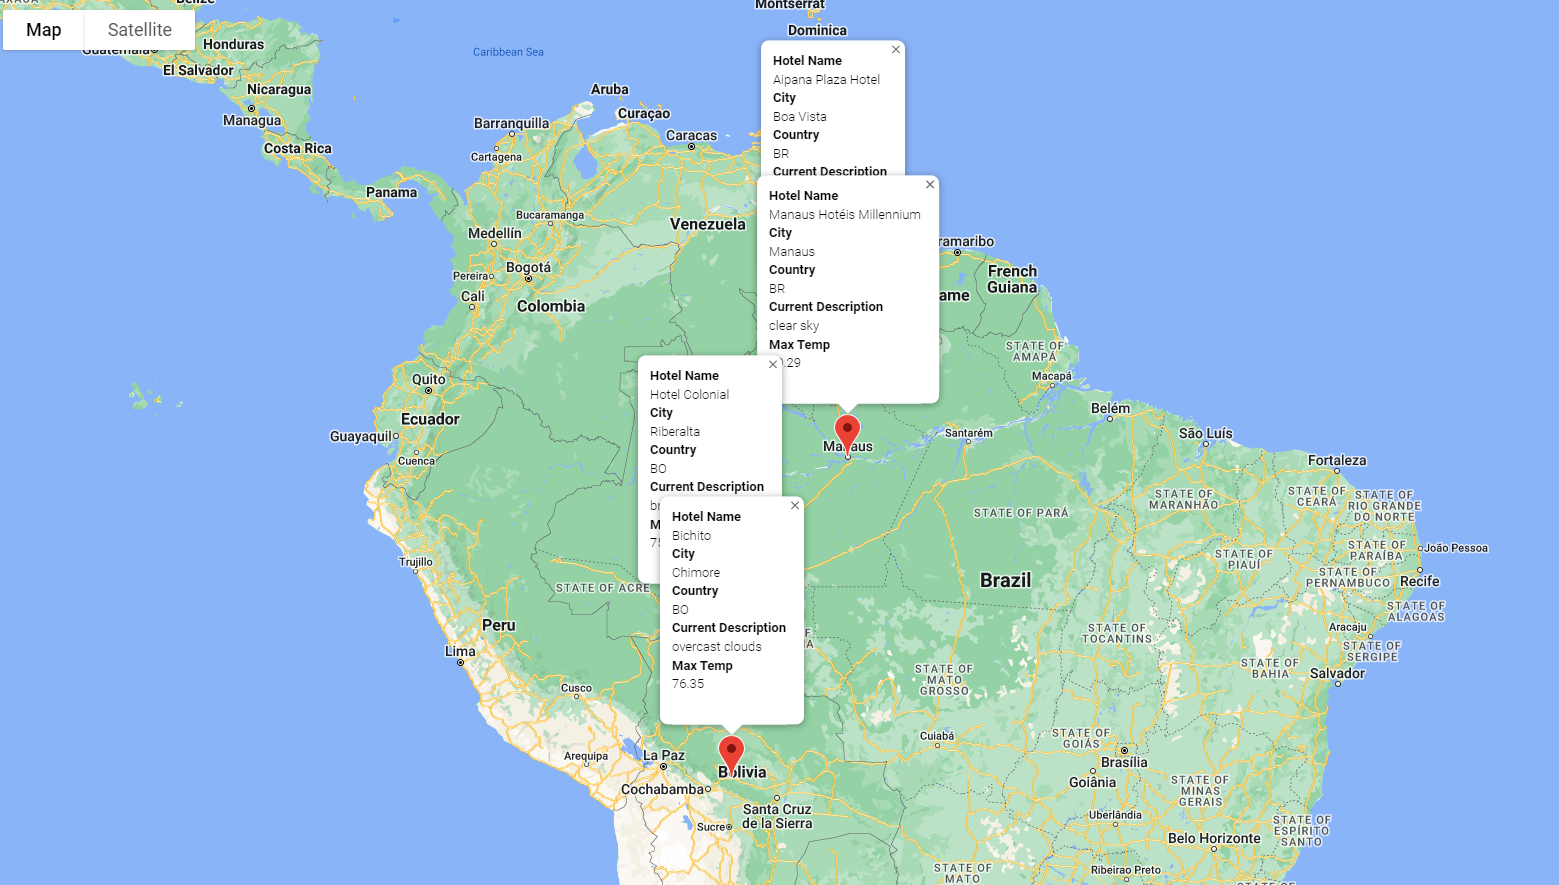 Map
Satellite
Montserrat
Dominica
Honduras
El Salvador
Nicaragua
Managua
Costa Rica
Panama
Caribbean Sea
Aruba
Curaçao
Barranquilla
Cartagena
Caracas
Hotel Name
Aipana Plaza Hotel
City
Boa Vista
Country
BR
Current Description
Hotel Name
Manaus Hotéis Millennium
City
Manaus
Country
BR
Current Description
clear sky
Max Temp
.29
Venezuela
Bucaramanga
Medellín
Bogotá
Pereira
Cali
Colombia
ramaribo
French
Guiana
ame
STATE OF
AMAPÁ
Macapá
Quito
Ecuador
Guayaquil
Cuenca
Hotel Name
Hotel Colonial
City
Riberalta
Country
BO
Current Description
br
M
75
Hotel Name
Bichito
City
Chimore
Country
BO
Current Description
overcast clouds
Max Temp
76.35
Manaus
Santarém
Belém
São Luís
Fortaleza
STATE OF PARÁ
STATE OF
MARANHÃO
STATE OF
CEARÁ
STATE OF
RIO GRANDE
DO NORTE
STATE OF
PIAUÍ
STATE OF
PARAÍBA
João Pessoa
STATE OF
PERNAMBUCO
Recife
STATE OF
ALAGOAS
Aracaju
STATE OF
SERGIPE
Trujillo
STATE OF ACRE
Brazil
Peru
Lima
Cusco
STATE OF
TOCANTINS
STATE OF
MATO
GROSSO
STATE OF
BAHIA
Salvador
Arequipa
La Paz
Bolivia
Cochabamba
Santa Cruz
de la Sierra
Sucre
Cuiabá
STATE OF
GOIÁS
Brasília
Goiânia
STATE OF
MINAS
GERAIS
Uberlândia
STATE OF
ESPÍRITO
SANTO
Belo Horizonte
STATE OF
MATO
Ribeirao Preto